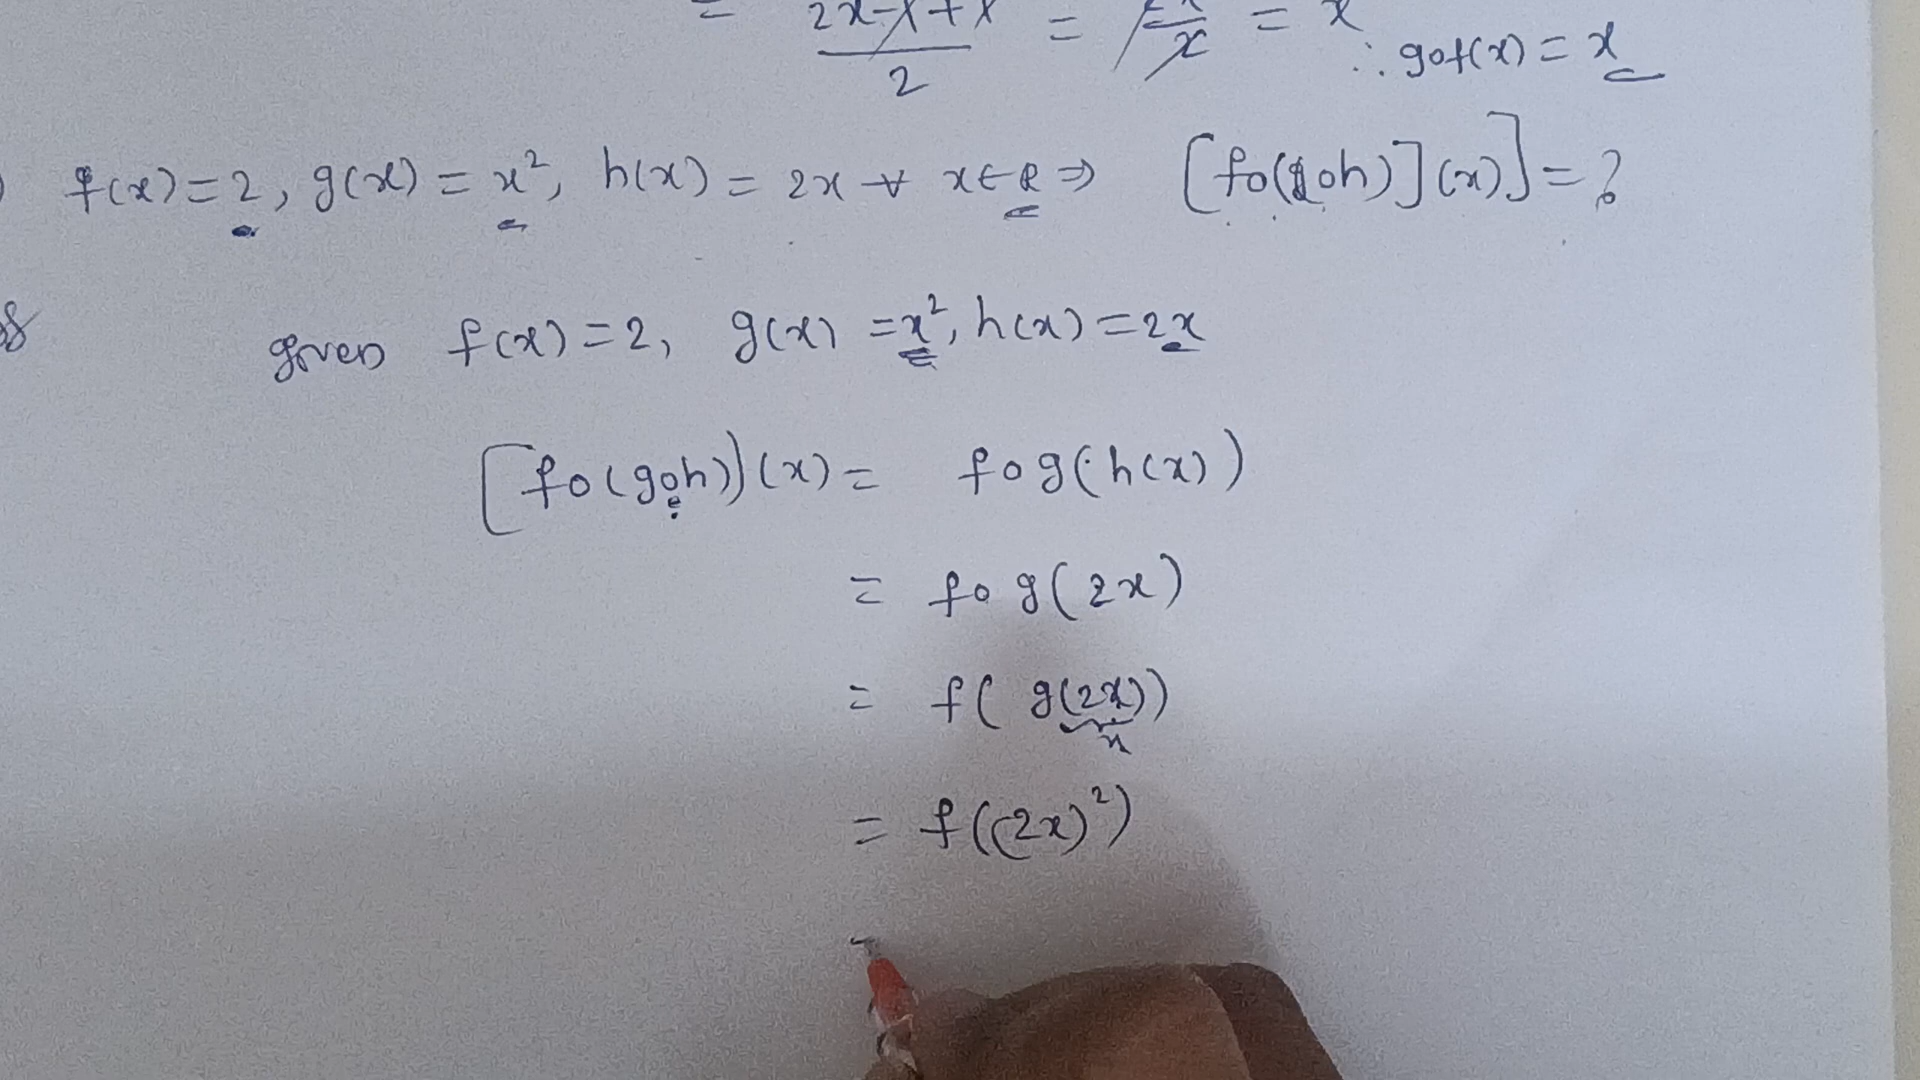 = 2x-x+x / 2 = 2x / x = x
∴ gof(x) = x
f(x) = 2, g(x) = x², h(x) = 2x ∀ x ∈ R ⇒ [fo(goh)](x)] = ?
given f(x) = 2, g(x) = x², h(x) = 2x
[fo(goh)](x) = fog(h(x))
= fog(2x)
= f(g(2x))
x
= f((2x)²)